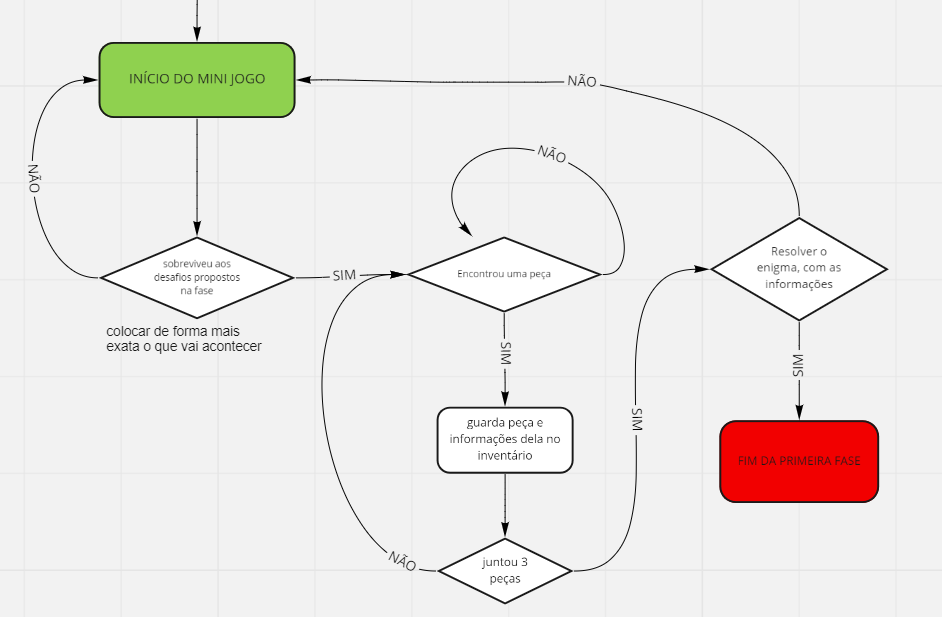 INÍCIO DO MINI JOGO
NÃO
NÃO
NÃO
sobreviveu aos
desafios propostos
na fase
SIM
Encontrou uma peça
Resolver o
enigma, com as
informações
colocar de forma mais
exata o que vai acontecer
SIM
SIM
guarda peça e
informações dela no
inventário
SIM
FIM DA PRIMEIRA FASE
NÃO
juntou 3
peças